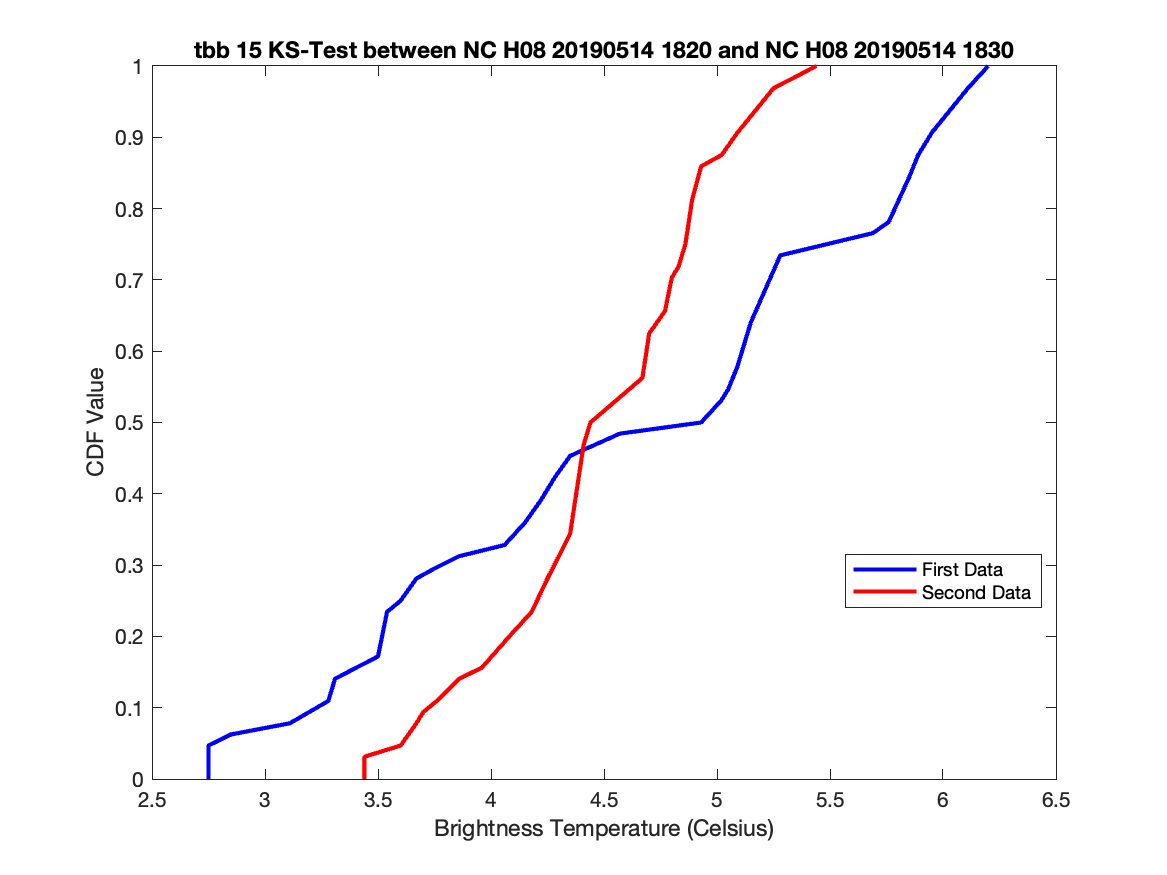 tbb 15 KS-Test between NC H08 20190514 1820 and NC H08 20190514 1830
1
0.9
0.8
0.7
0.6
0.5
0.4
0.3
0.2
0.1
0
CDF Value
First Data
Second Data
2.5 3 3.5 4 4.5 5 5.5 6 6.5
Brightness Temperature (Celsius)